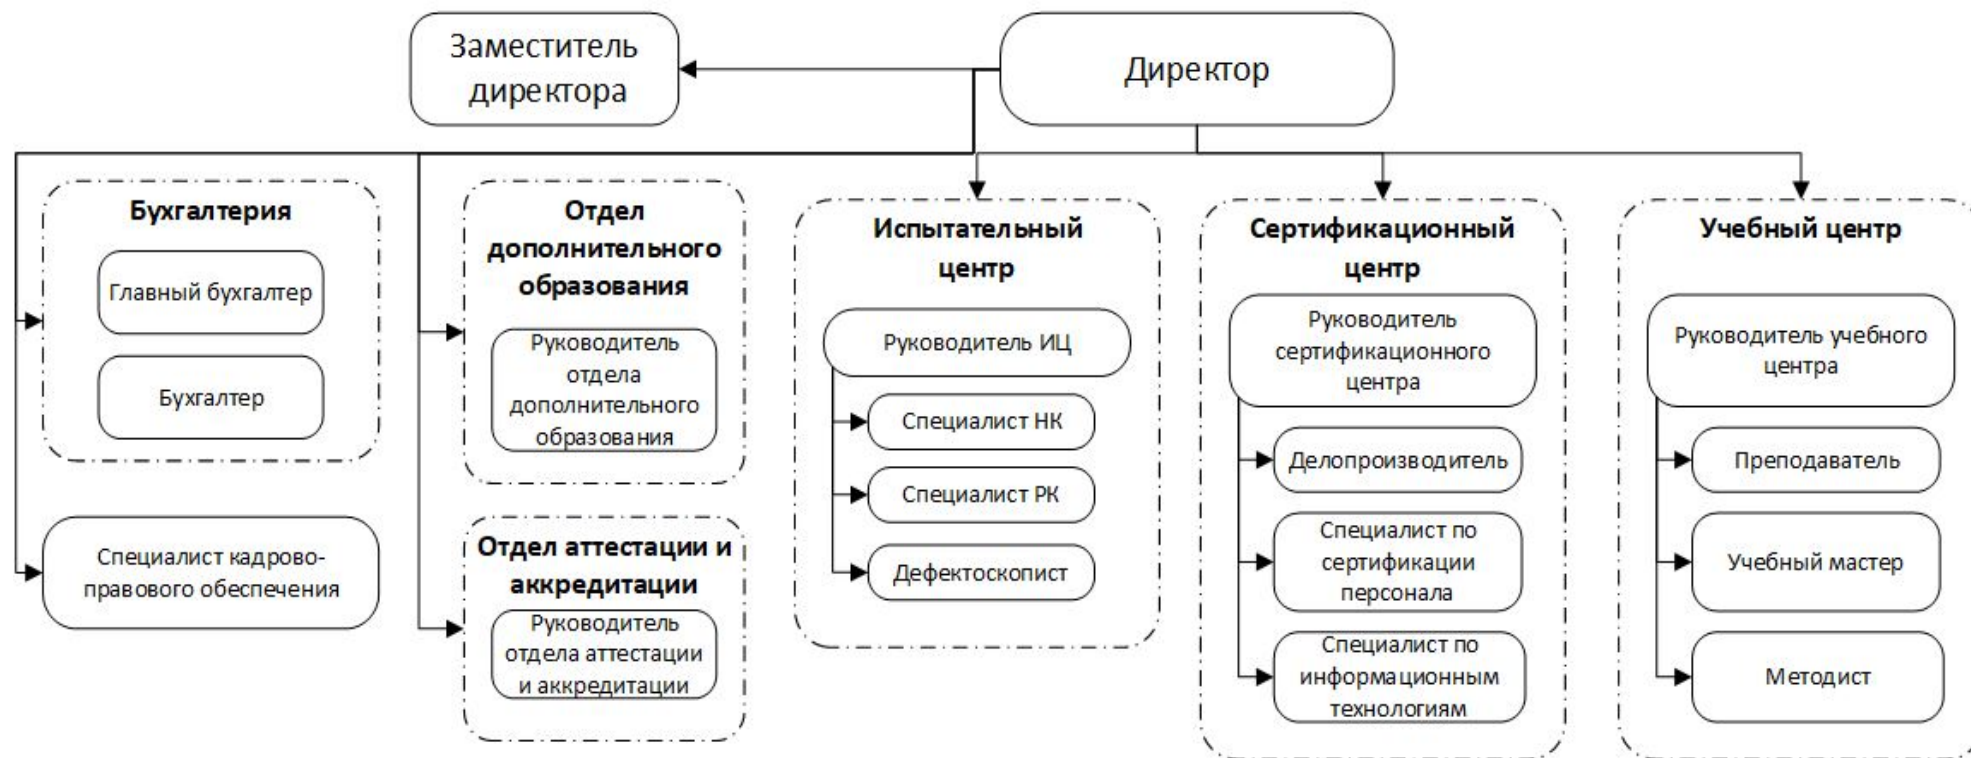 Заместитель
директора
Директор
Бухгалтерия
Главный бухгалтер
Бухгалтер
Специалист кадрово-
правового обеспечения
Отдел
дополнительного
образования
Руководитель
отдела
дополнительного
образования
Отдел аттестации и
аккредитации
Руководитель
отдела аттестации
и аккредитации
Испытательный
центр
Руководитель ИЦ
Специалист НК
Специалист РК
Дефектоскопист
Сертификационный
центр
Руководитель
сертификационного
центра
Делопроизводитель
Специалист по
сертификации
персонала
Специалист по
информационным
технологиям
Учебный центр
Руководитель учебного
центра
Преподаватель
Учебный мастер
Методист